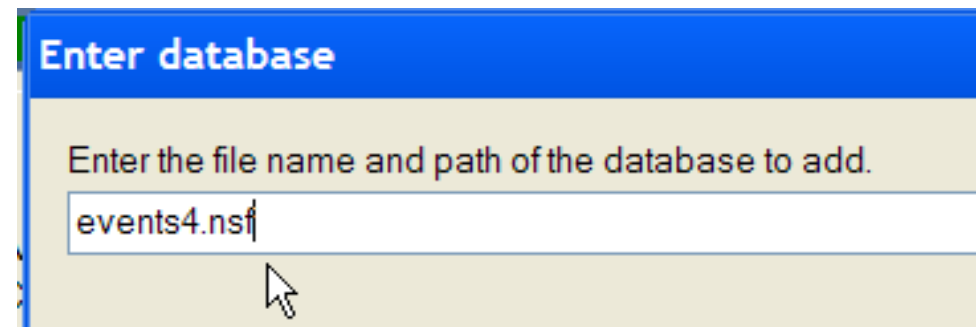 Enter database
Enter the file name and path of the database to add.
events4.nsf